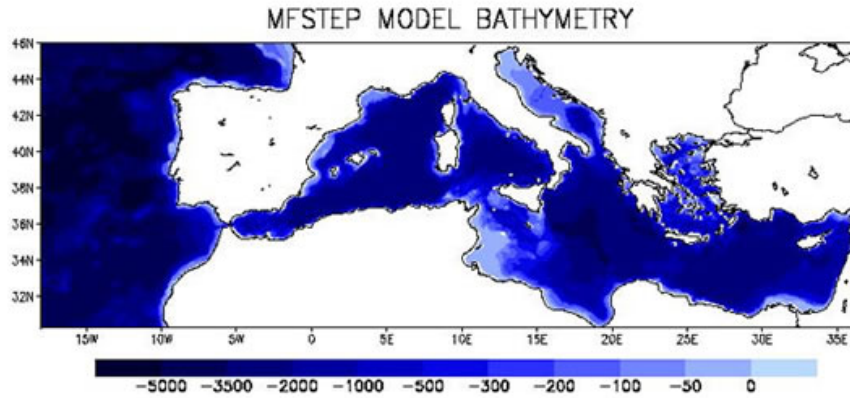 MFSTEP MODEL BATHYMETRY
46N
44N
42N
40N
38N
36N
34N
32N
15W 10W 5W 0 5E 10E 15E 20E 25E 30E 35E
-5000 -3500 -2000 -1000 -500 -300 -200 -100 -50 0